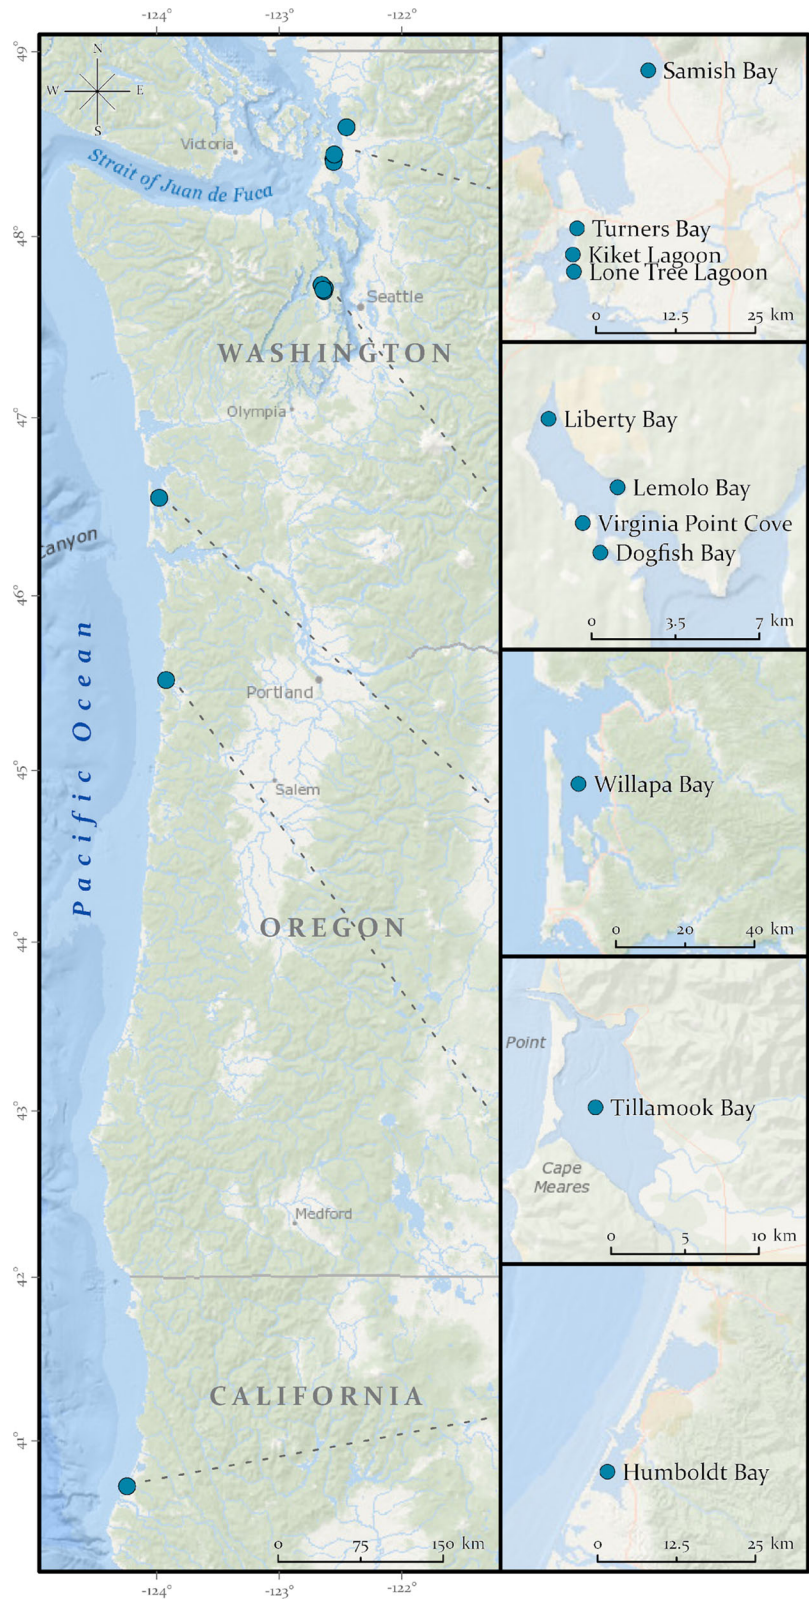 -124°
-123°
-122°
49°
N
W
E
S
Victoria
Strait of Juan de Fuca
48°
Seattle
WASHINGTON
47°
Olympia
Canyon
46°
Portland
Pacific Ocean
45°
Salem
OREGON
44°
43°
Medford
42°
CALIFORNIA
41°
0 75 150 km
-124°
-123°
-122°
Samish Bay
Turners Bay
Kiket Lagoon
Lone Tree Lagoon
0 12.5 25 km
Liberty Bay
Lemolo Bay
Virginia Point Cove
Dogfish Bay
0 3.5 7 km
Willapa Bay
0 20 40 km
Point
Tillamook Bay
Cape
Meares
0 5 10 km
Humboldt Bay
0 12.5 25 km